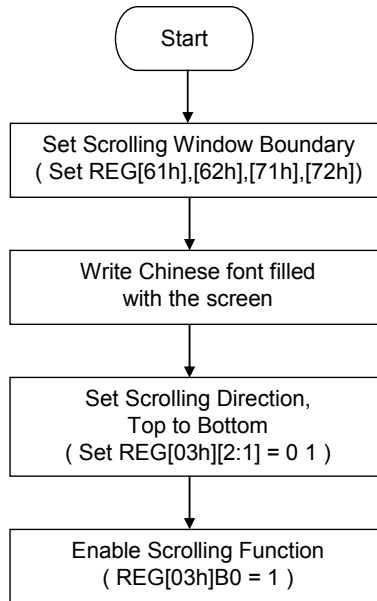 Start
Set Scrolling Window Boundary
( Set REG[61h],[62h],[71h],[72h])
Write Chinese font filled
with the screen
Set Scrolling Direction,
Top to Bottom
( Set REG[03h][2:1] = 0 1 )
Enable Scrolling Function
( REG[03h]B0 = 1 )